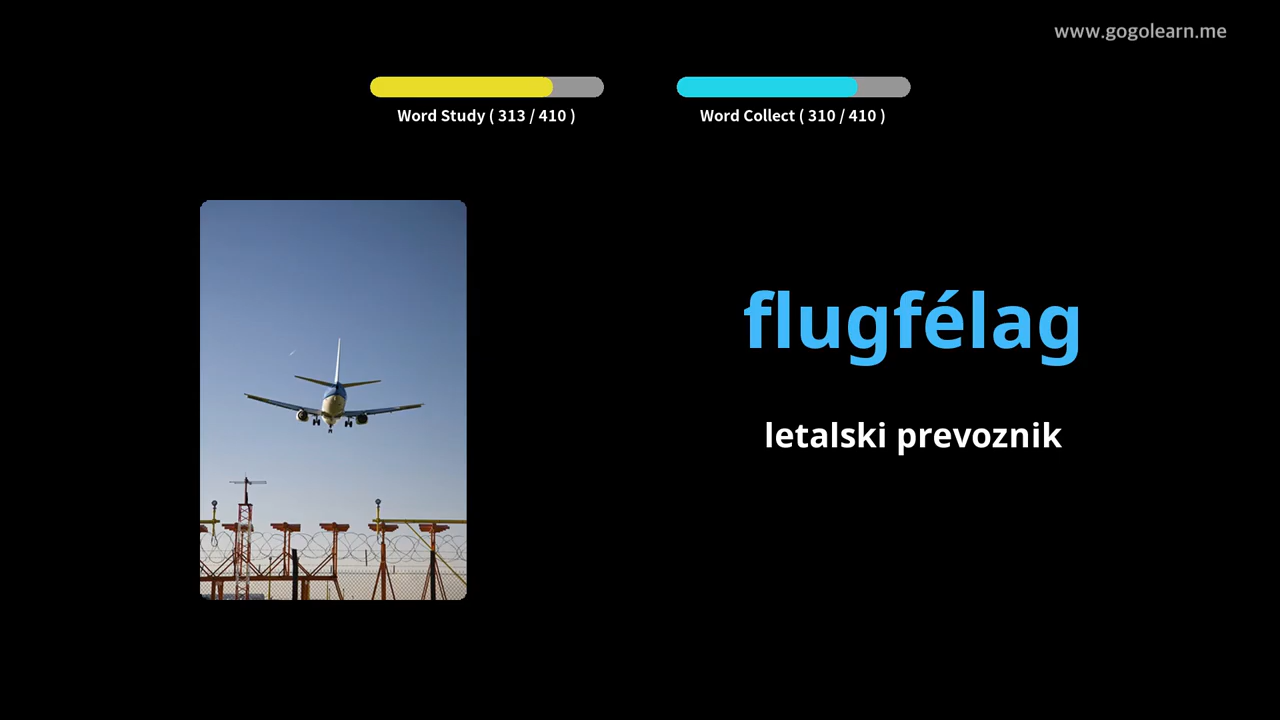 www.gogolearn.me
Word Study ( 313 / 410 )
Word Collect ( 310 / 410 )
flugfélag
letalski prevoznik